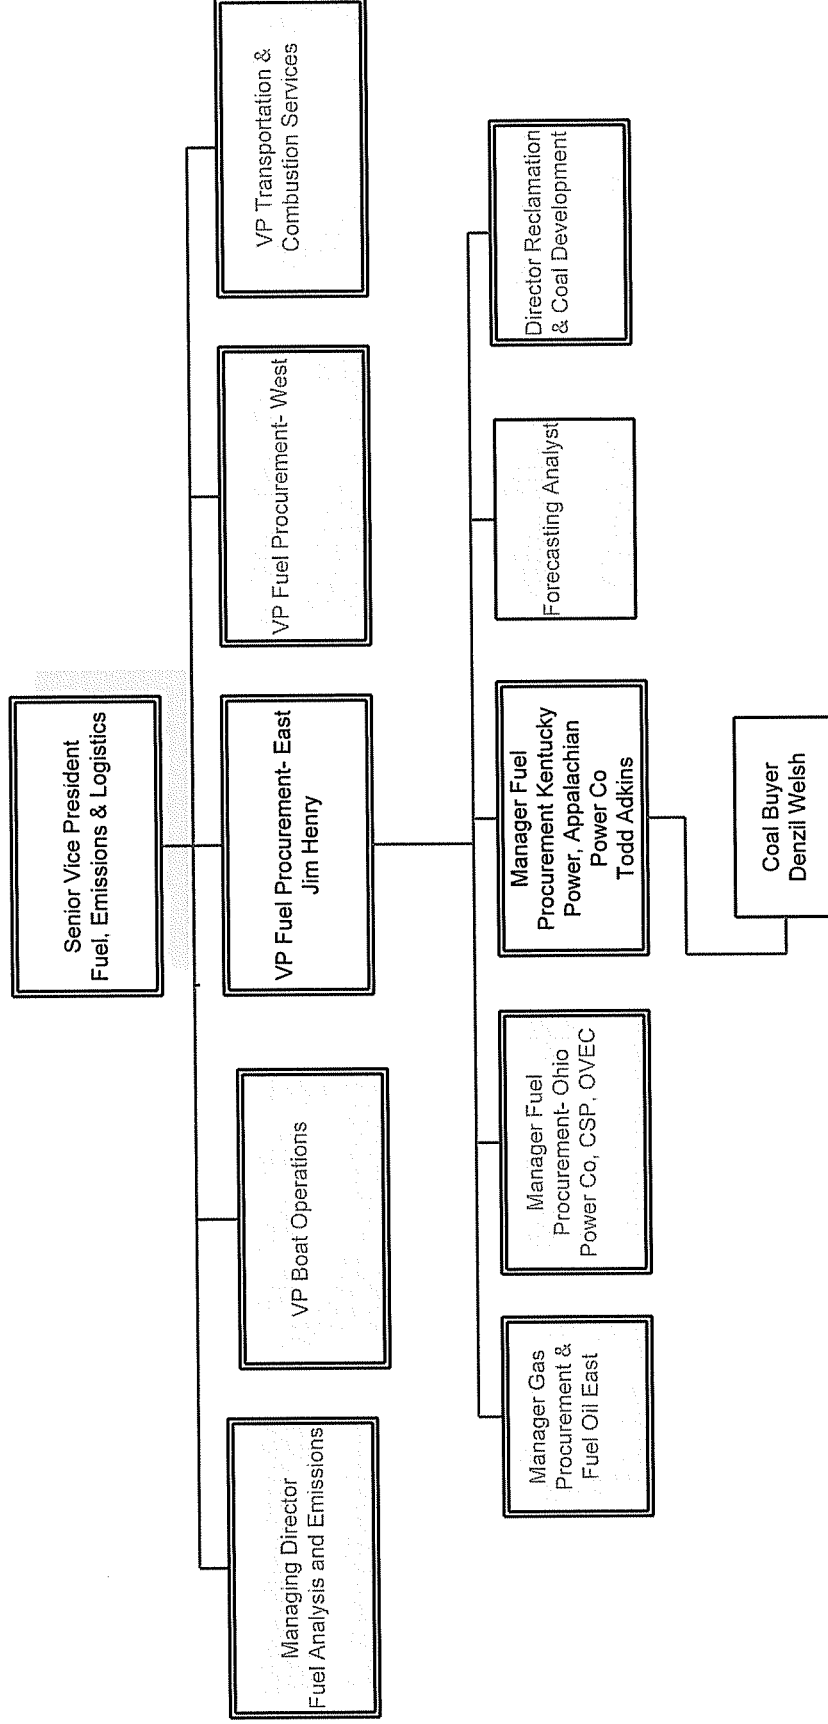 Senior Vice President
Fuel, Emissions & Logistics
Managing Director
Fuel Analysis and Emissions
VP Boat Operations
VP Fuel Procurement- East
Jim Henry
VP Fuel Procurement- West
VP Transportation &
Combustion Services
Manager Gas
Procurement &
Fuel Oil East
Manager Fuel
Procurement- Ohio
Power Co, CSP, OVEC
Manager Fuel
Procurement Kentucky
Power, Appalachian
Power Co
Todd Adkins
Forecasting Analyst
Director Reclamation
& Coal Development
Coal Buyer
Denzil Welsh